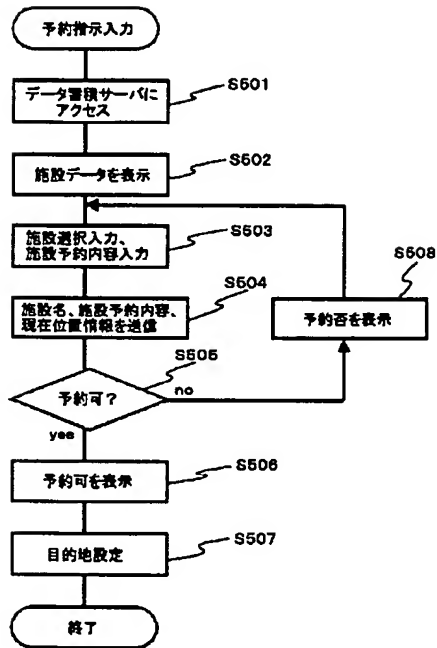 予約指示入力
データ蓄積サーバに
アクセス
S501
施設データを表示
S502
施設選択入力、
施設予約内容入力
S503
施設名、施設予約内容、
現在位置情報を送信
S504
予約可?
S505
no
yes
予約否を表示
S508
予約可を表示
S506
目的地設定
S507
終了